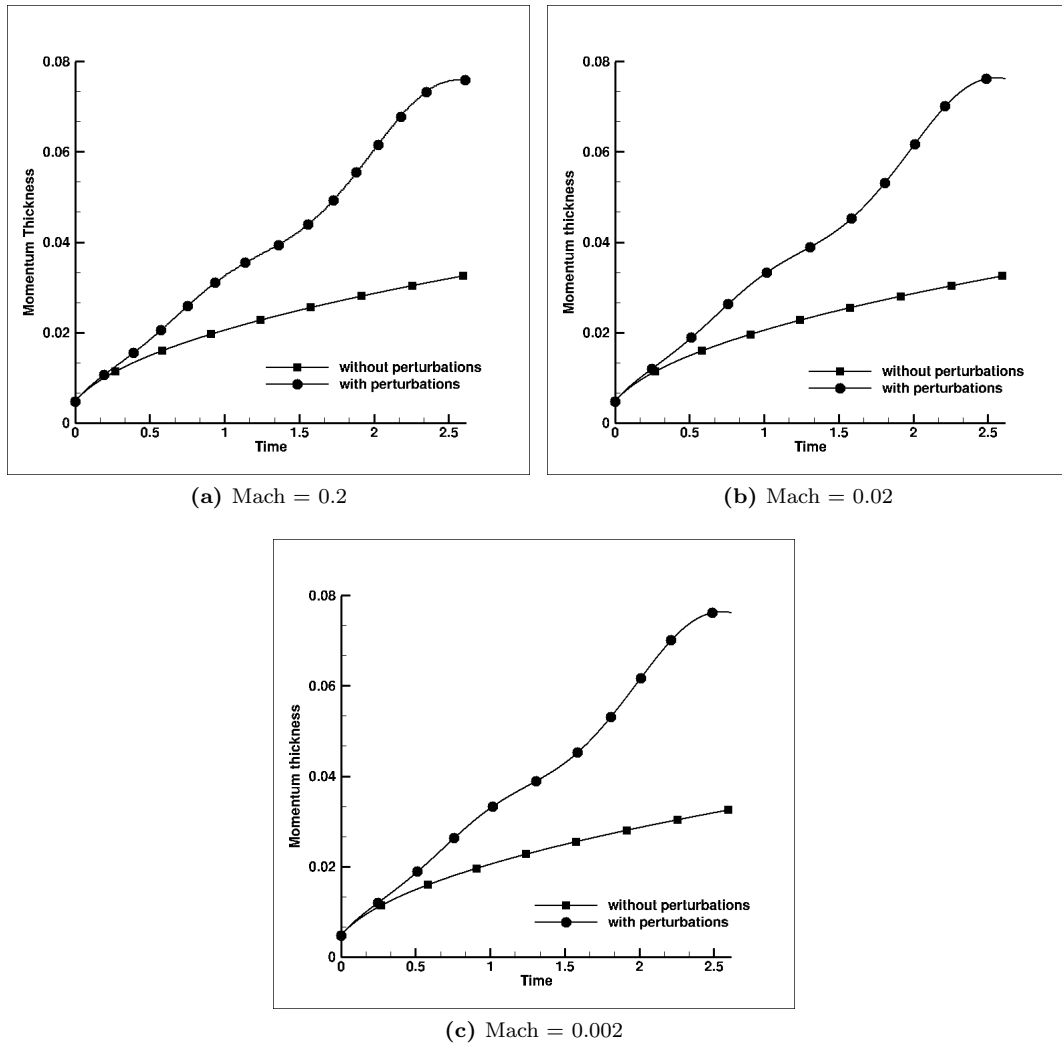 0.08
0.06
0.04
0.02
0
Momentum Thickness
0 0.5 1 1.5 2 2.5
Time
without perturbations
with perturbations
(a) Mach = 0.2
0.08
0.06
0.04
0.02
0
Momentum thickness
0 0.5 1 1.5 2 2.5
Time
without perturbations
with perturbations
(b) Mach = 0.02
0.08
0.06
0.04
0.02
0
Momentum thickness
0 0.5 1 1.5 2 2.5
Time
without perturbations
with perturbations
(c) Mach = 0.002